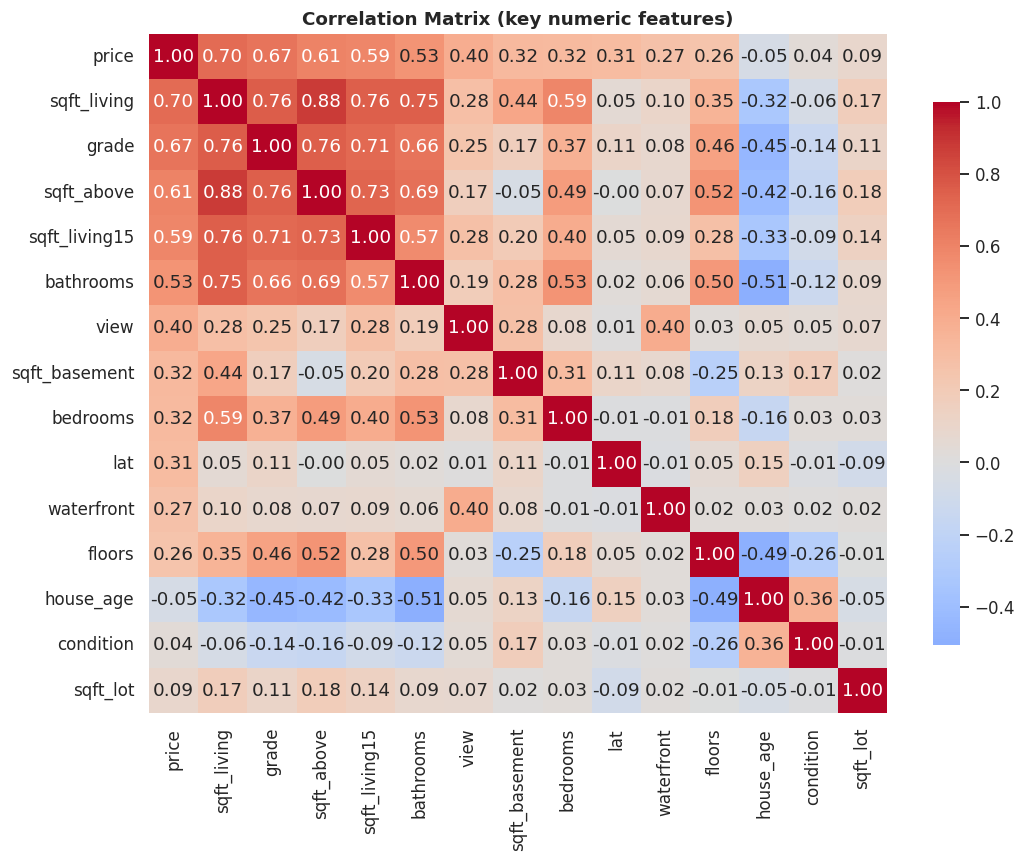 Correlation Matrix (key numeric features)
price 1.00 0.70 0.67 0.61 0.59 0.53 0.40 0.32 0.32 0.31 0.27 0.26 -0.05 0.04 0.09
sqft_living 0.70 1.00 0.76 0.88 0.76 0.75 0.28 0.44 0.59 0.05 0.10 0.35 -0.32 -0.06 0.17
grade 0.67 0.76 1.00 0.76 0.71 0.66 0.25 0.17 0.37 0.11 0.08 0.46 -0.45 -0.14 0.11
sqft_above 0.61 0.88 0.76 1.00 0.73 0.69 0.17 -0.05 0.49 -0.00 0.07 0.52 -0.42 -0.16 0.18
sqft_living15 0.59 0.76 0.71 0.73 1.00 0.57 0.28 0.20 0.40 0.05 0.09 0.28 -0.33 -0.09 0.14
bathrooms 0.53 0.75 0.66 0.69 0.57 1.00 0.19 0.28 0.53 0.02 0.06 0.50 -0.51 -0.12 0.09
view 0.40 0.28 0.25 0.17 0.28 0.19 1.00 0.28 0.08 0.01 0.40 0.03 0.05 0.05 0.07
sqft_basement 0.32 0.44 0.17 -0.05 0.20 0.28 0.28 1.00 0.31 0.11 0.08 -0.25 0.13 0.17 0.02
bedrooms 0.32 0.59 0.37 0.49 0.40 0.53 0.08 0.31 1.00 -0.01 -0.01 0.18 -0.16 0.03 0.03
lat 0.31 0.05 0.11 -0.00 0.05 0.02 0.01 0.11 -0.01 1.00 -0.01 0.05 0.15 -0.01 -0.09
waterfront 0.27 0.10 0.08 0.07 0.09 0.06 0.40 0.08 -0.01 -0.01 1.00 0.02 0.03 0.02 0.02
floors 0.26 0.35 0.46 0.52 0.28 0.50 0.03 -0.25 0.18 0.05 0.02 1.00 -0.49 -0.26 -0.01
house_age -0.05 -0.32 -0.45 -0.42 -0.33 -0.51 0.05 0.13 -0.16 0.15 0.03 -0.49 1.00 0.36 -0.05
condition 0.04 -0.06 -0.14 -0.16 -0.09 -0.12 0.05 0.17 0.03 -0.01 0.02 -0.26 0.36 1.00 -0.01
sqft_lot 0.09 0.17 0.11 0.18 0.14 0.09 0.07 0.02 0.03 -0.09 0.02 -0.01 -0.05 -0.01 1.00
price sqft_living grade sqft_above sqft_living15 bathrooms view sqft_basement bedrooms lat waterfront floors house_age condition sqft_lot
1.0
0.8
0.6
0.4
0.2
0.0
−0.2
−0.4